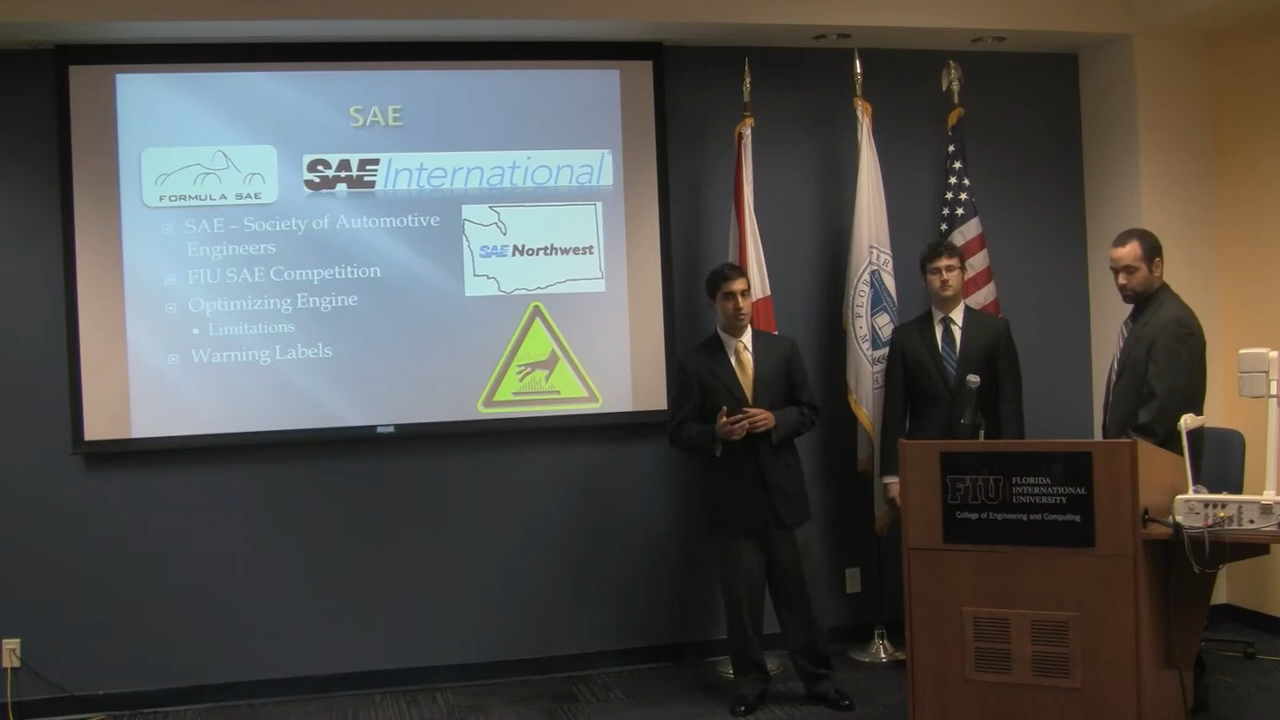 SAE
FORMULA SAE
SAE International
SAE – Society of Automotive
Engineers
SAE Northwest
FIU SAE Competition
Optimizing Engine
Limitations
Warning Labels
FIU FLORIDA
INTERNATIONAL
UNIVERSITY
College of Engineering and Computing